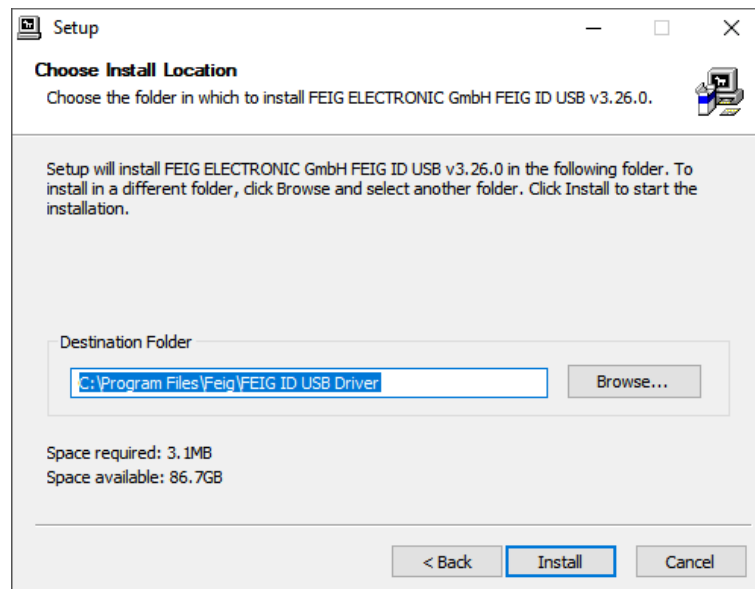 Setup
Choose Install Location
Choose the folder in which to install FEIG ELECTRONIC GmbH FEIG ID USB v3.26.0.
Setup will install FEIG ELECTRONIC GmbH FEIG ID USB v3.26.0 in the following folder. To
install in a different folder, click Browse and select another folder. Click Install to start the
installation.
Destination Folder
C:\Program Files\Feig\FEIG ID USB Driver
Browse...
Space required: 3.1MB
Space available: 86.7GB
< Back
Install
Cancel